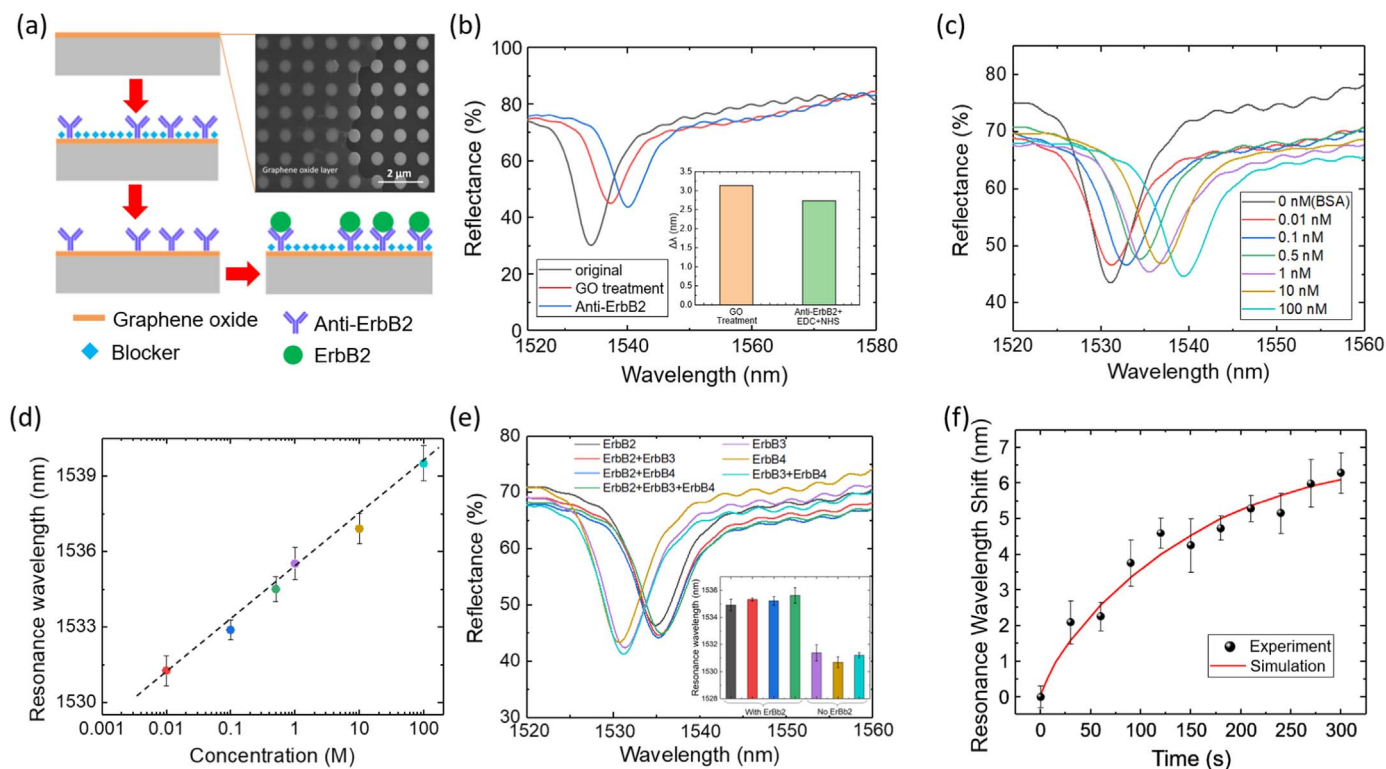 (a)
Graphene oxide layer
2 μm
Graphene oxide
Anti-ErbB2
Blocker
ErbB2
(b)
100
80
60
40
20
0
1520
1540
1560
1580
Reflectance (%)
Wavelength (nm)
original
GO treatment
Anti-ErbB2
3.5
3.0
2.5
2.0
1.5
1.0
0.5
0.0
Δλ (nm)
GO
Treatment
Anti-ErbB2+
EDC+NHS
(c)
80
70
60
50
40
1520
1530
1540
1550
1560
Reflectance (%)
Wavelength (nm)
0 nM(BSA)
0.01 nM
0.1 nM
0.5 nM
1 nM
10 nM
100 nM
(d)
1539
1536
1533
1530
0.001
0.01
0.1
1
10
100
Resonance wavelength (nm)
Concentration (M)
(e)
80
70
60
50
40
30
1520
1530
1540
1550
1560
Reflectance (%)
Wavelength (nm)
ErbB2
ErbB2+ErbB3
ErbB2+ErbB4
ErbB2+ErbB3+ErbB4
ErbB3
ErbB4
ErbB3+ErbB4
1536
1534
1532
1530
1528
Resonance wavelength (nm)
With ErBb2
No ErBb2
(f)
7
6
5
4
3
2
1
0
0
50
100
150
200
250
300
Resonance Wavelength Shift (nm)
Time (s)
Experiment
Simulation